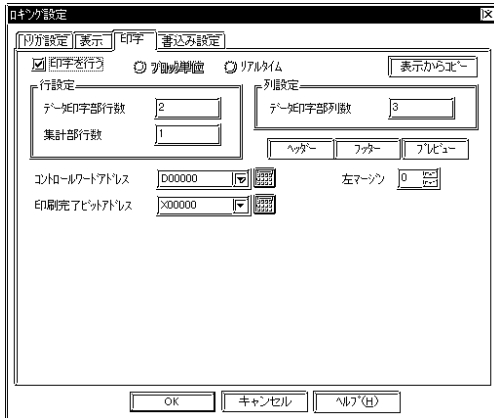 ロギング設定
トリガ設定 表示 印字 書込み設定
印字を行う ブロック単位 リアルタイム 表示からコピー
行設定 列設定
データ印字部行数 2 データ印字部列数 3
集計部行数 1
ヘッダー フッター プレビュー
コントロールワードアドレス D00000 左マージン 0
印刷完了ビットアドレス X00000
OK キャンセル ヘルプ(H)